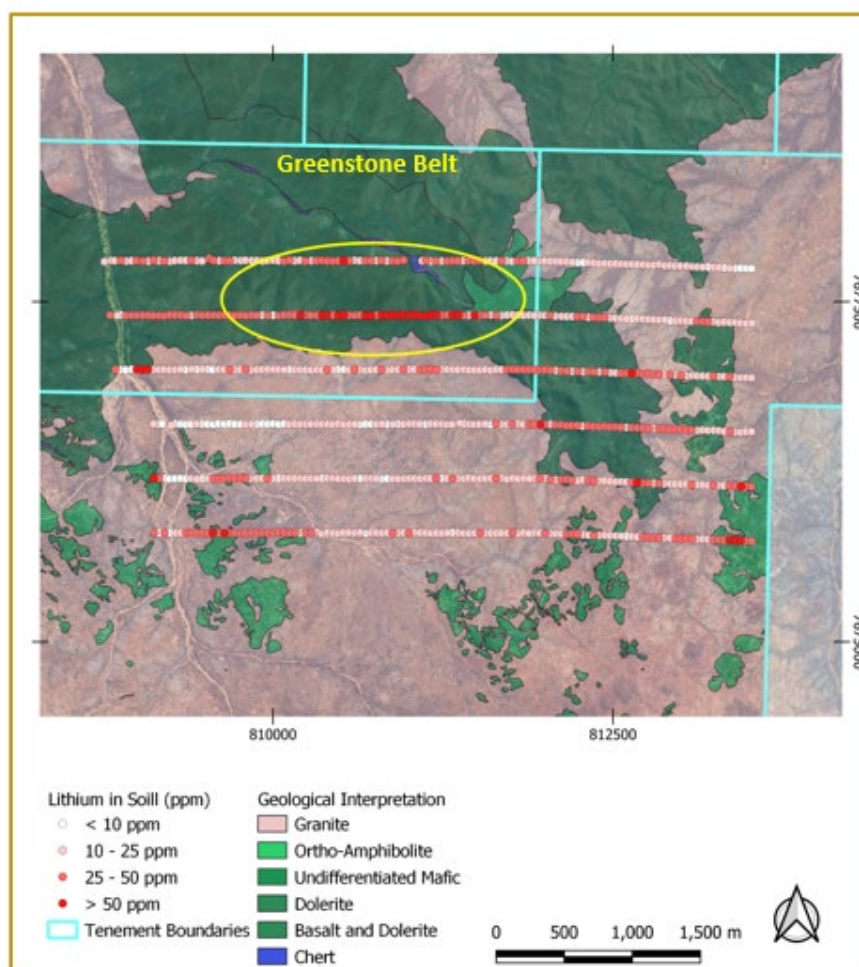 Greenstone Belt
810000
812500
Lithium in Soill (ppm)
< 10 ppm
10 - 25 ppm
25 - 50 ppm
> 50 ppm
Tenement Boundaries
Geological Interpretation
Granite
Ortho-Amphibolite
Undifferentiated Mafic
Dolerite
Basalt and Dolerite
Chert
0 500 1,000 1,500 m